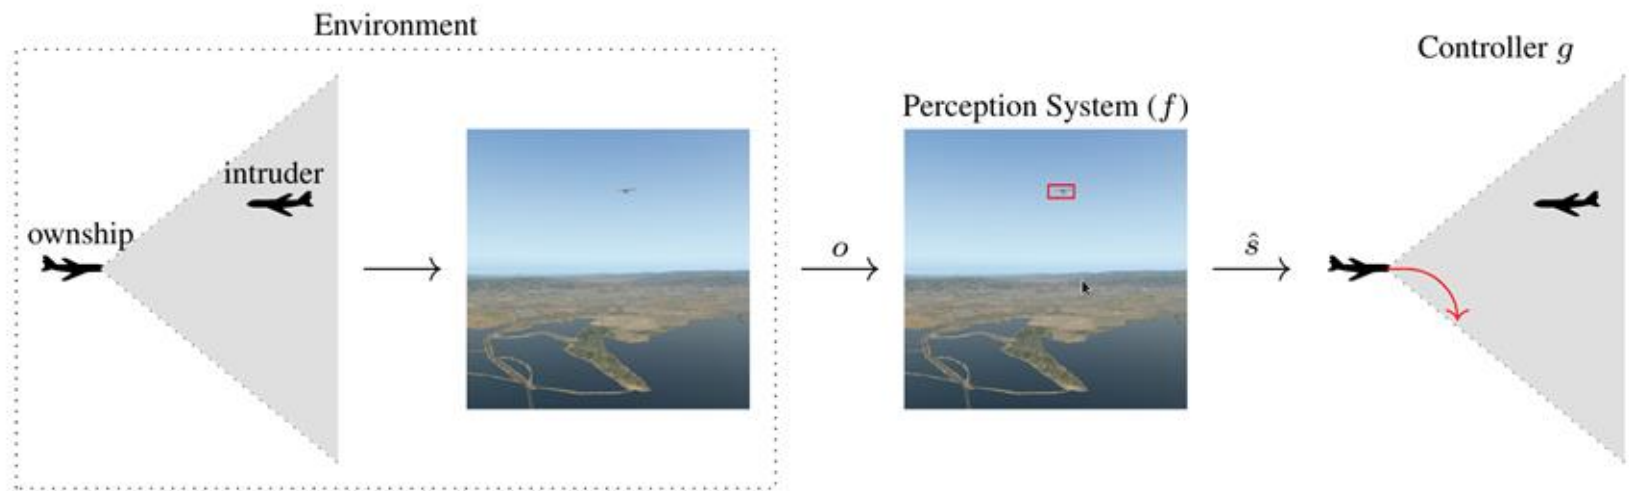 Environment
intruder
ownship
o
Perception System (f)
ŝ
Controller g